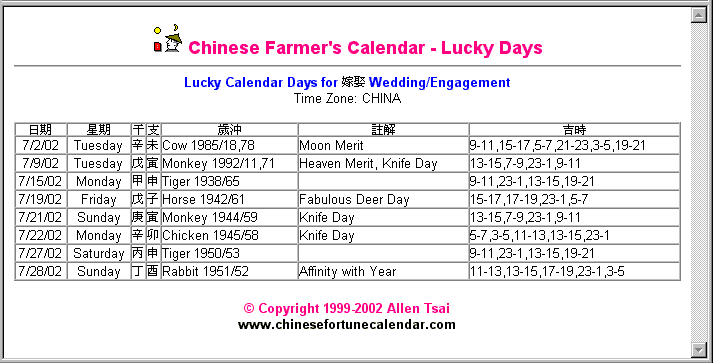 Chinese Farmer's Calendar - Lucky Days
Lucky Calendar Days for 嫁娶 Wedding/Engagement
Time Zone: CHINA
日期 星期 干 支 歲沖 註解 吉時
7/2/02 Tuesday 辛 未 Cow 1985/18,78 Moon Merit 9-11,15-17,5-7,21-23,3-5,19-21
7/9/02 Tuesday 戊 寅 Monkey 1992/11,71 Heaven Merit, Knife Day 13-15,7-9,23-1,9-11
7/15/02 Monday 甲 申 Tiger 1938/65 9-11,23-1,13-15,19-21
7/19/02 Friday 戊 子 Horse 1942/61 Fabulous Deer Day 15-17,17-19,23-1,5-7
7/21/02 Sunday 庚 寅 Monkey 1944/59 Knife Day 13-15,7-9,23-1,9-11
7/22/02 Monday 辛 卯 Chicken 1945/58 Knife Day 5-7,3-5,11-13,13-15,23-1
7/27/02 Saturday 丙 申 Tiger 1950/53 9-11,23-1,13-15,19-21
7/28/02 Sunday 丁 酉 Rabbit 1951/52 Affinity with Year 11-13,13-15,17-19,23-1,3-5
© Copyright 1999-2002 Allen Tsai
www.chinesefortunecalendar.com